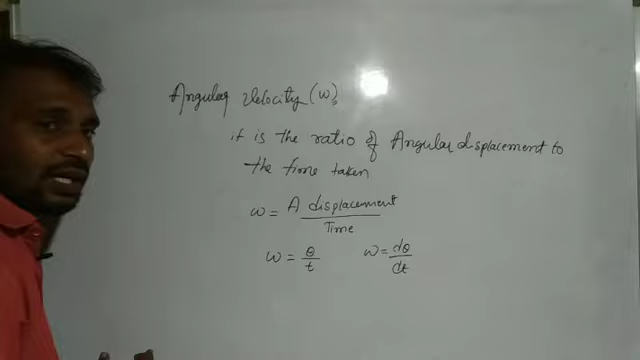 Angular Velocity (ω)
it is the ratio of Angular displacement to
the time taken
ω = A displacement / Time
ω = θ / t    ω = dθ / dt